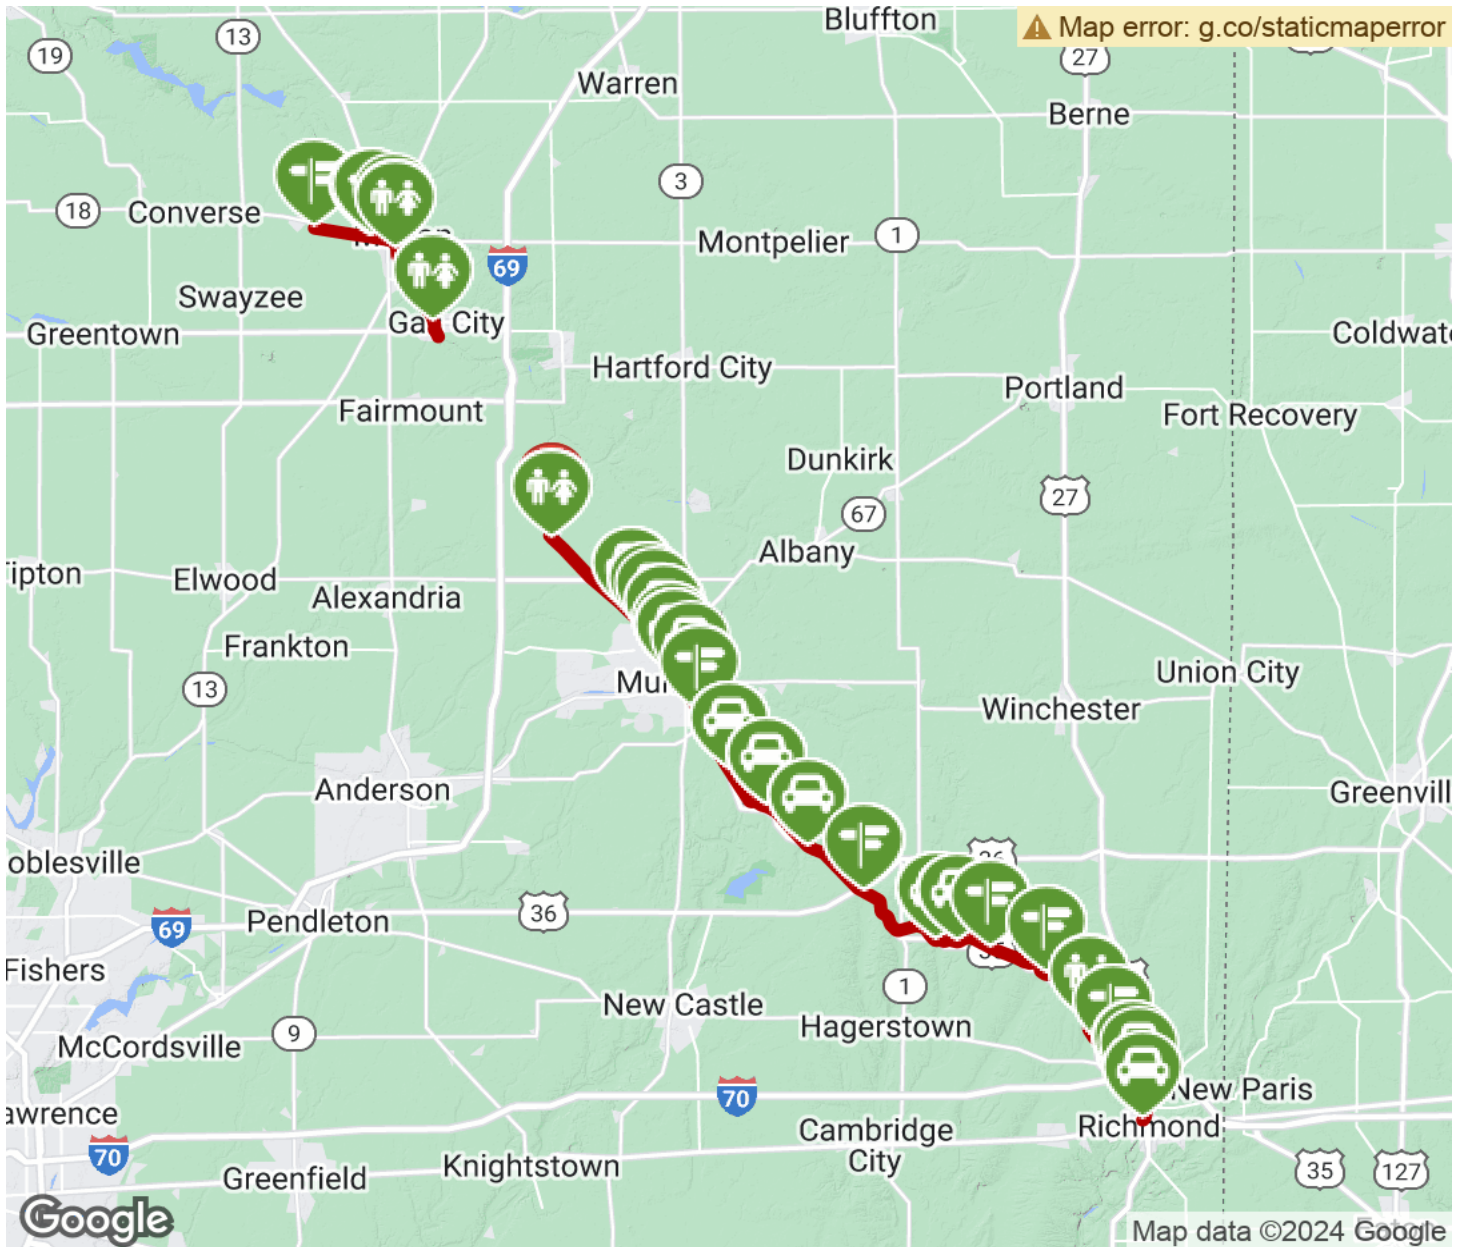 Bluffton
Map error: g.co/staticmaperror
13
19
27
Warren
Berne
3
18
Converse
1
Montpelier
69
Swayzee
Greentown
City
Coldwat
Hartford City
Portland
Fairmount
Fort Recovery
Dunkirk
27
67
Albany
Elwood
Alexandria
Frankton
Union City
13
Winchester
Anderson
Greenvill
oblesville
36
Pendleton
69
Fishers
1
New Castle
Hagerstown
9
McCordsville
New Paris
70
awrence
Richmond
Cambridge
City
70
Knightstown
Greenfield
35
127
Google
Map data ©2024 Google